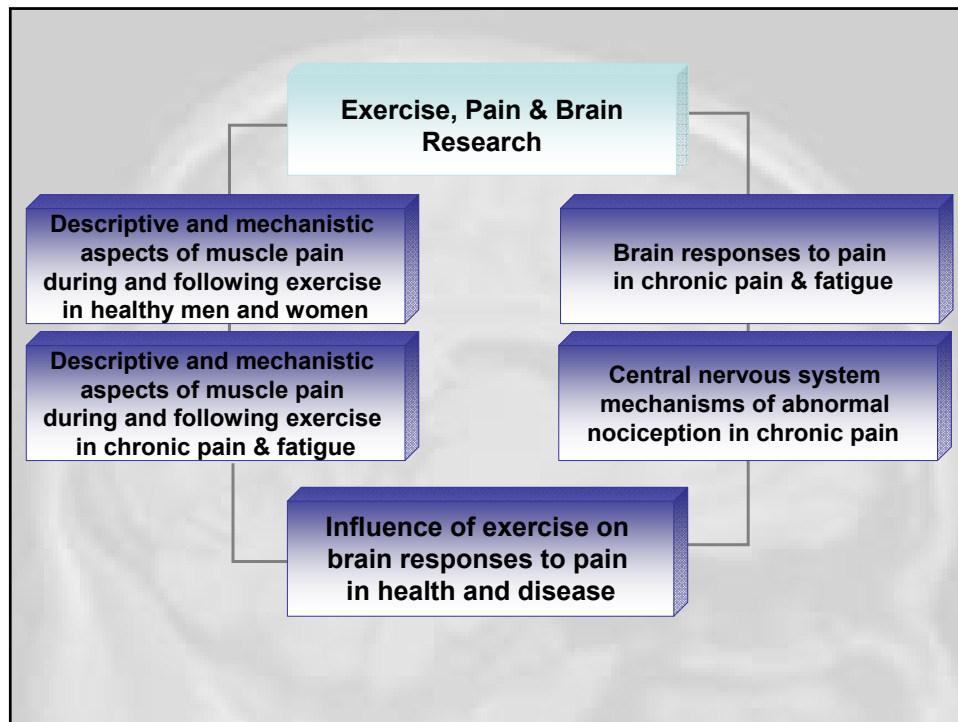 Exercise, Pain & Brain
Research
Descriptive and mechanistic
aspects of muscle pain
during and following exercise
in healthy men and women
Descriptive and mechanistic
aspects of muscle pain
during and following exercise
in chronic pain & fatigue
Brain responses to pain
in chronic pain & fatigue
Central nervous system
mechanisms of abnormal
nociception in chronic pain
Influence of exercise on
brain responses to pain
in health and disease